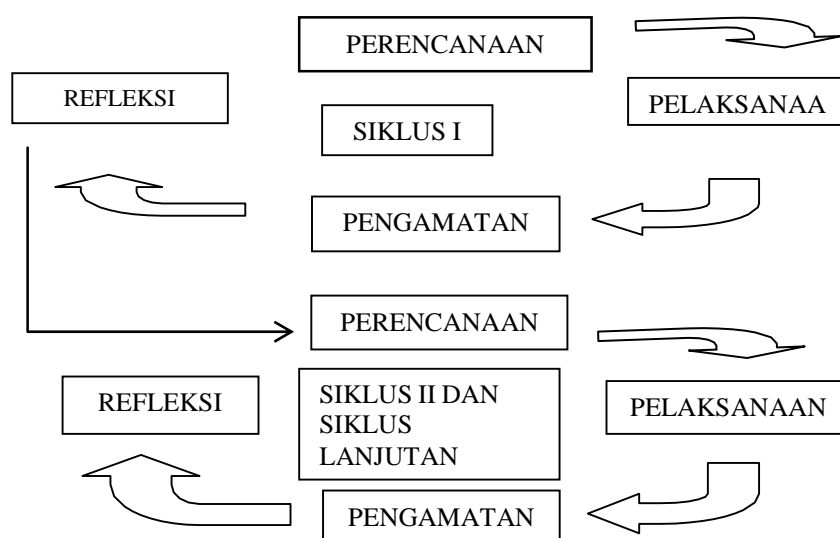 PERENCANAAN
REFLEKSI
PELAKSANAA
SIKLUS I
PENGAMATAN
PERENCANAAN
REFLEKSI
SIKLUS II DAN
SIKLUS
LANJUTAN
PELAKSANAAN
PENGAMATAN